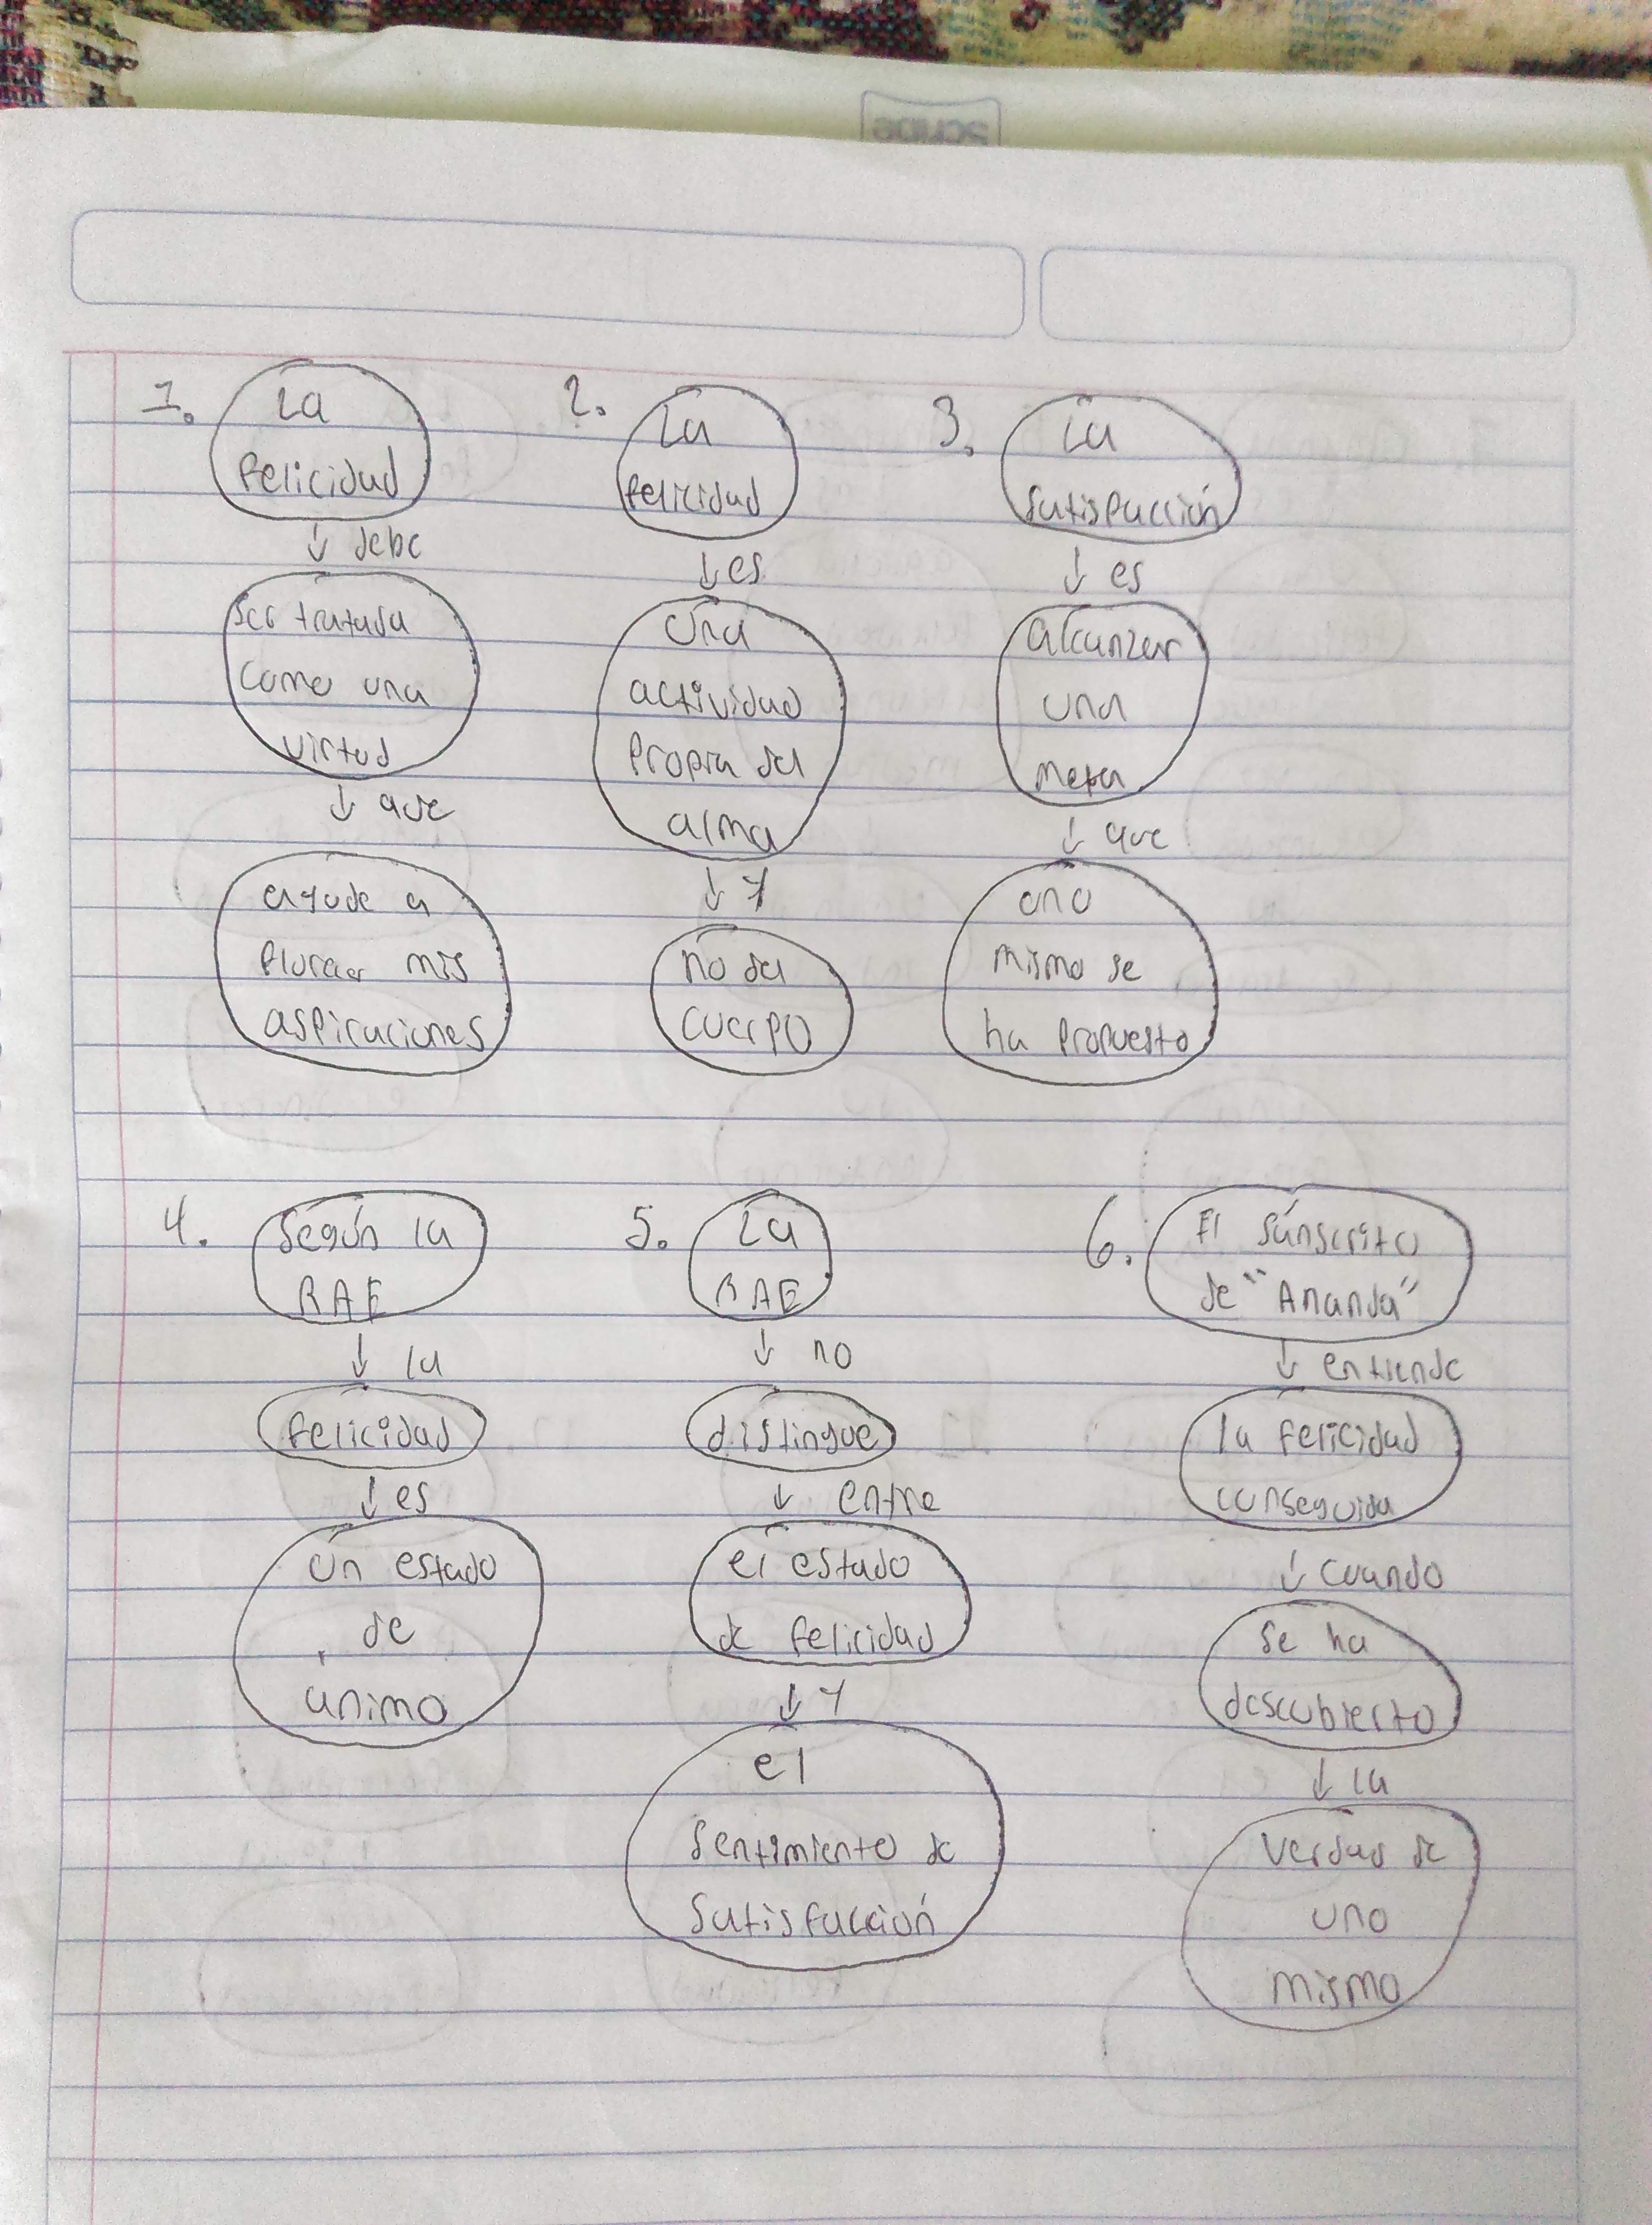 1.
La
felicidad
↓ debe
ser tratada
como una
virtud
↓ que
ayude a
florecer mis
aspiraciones
2.
La
felicidad
↓ es
una
actividad
propia del
alma
↓ y
no del
cuerpo
3.
La
satisfacción
↓ es
alcanzar
una
meta
↓ que
uno
mismo se
ha propuesto
4.
Según la
RAE
↓ la
felicidad
↓ es
un estado
de
animo
5.
La
RAE
↓ no
distingue
↓ entre
el estado
de felicidad
↓ y
el
sentimiento de
satisfacción
6.
El sánscrito
de "Ananda"
↓ entiende
la felicidad
conseguida
↓ cuando
se ha
descubierto
↓ la
verdad de
uno
mismo